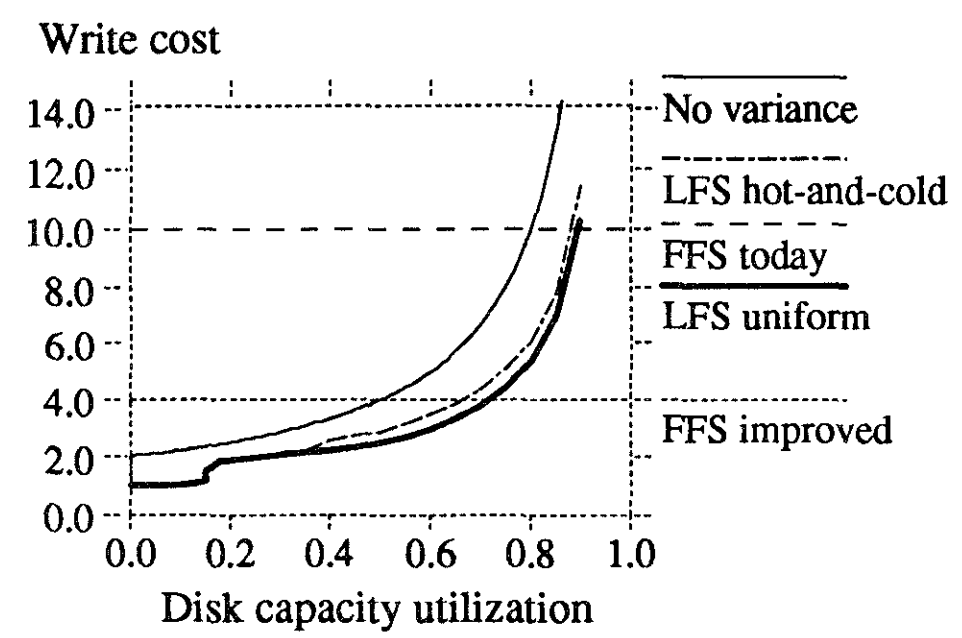 Write cost
14.0
12.0
10.0
8.0
6.0
4.0
2.0
0.0
0.0 0.2 0.4 0.6 0.8 1.0
Disk capacity utilization
No variance
LFS hot-and-cold
FFS today
LFS uniform
FFS improved